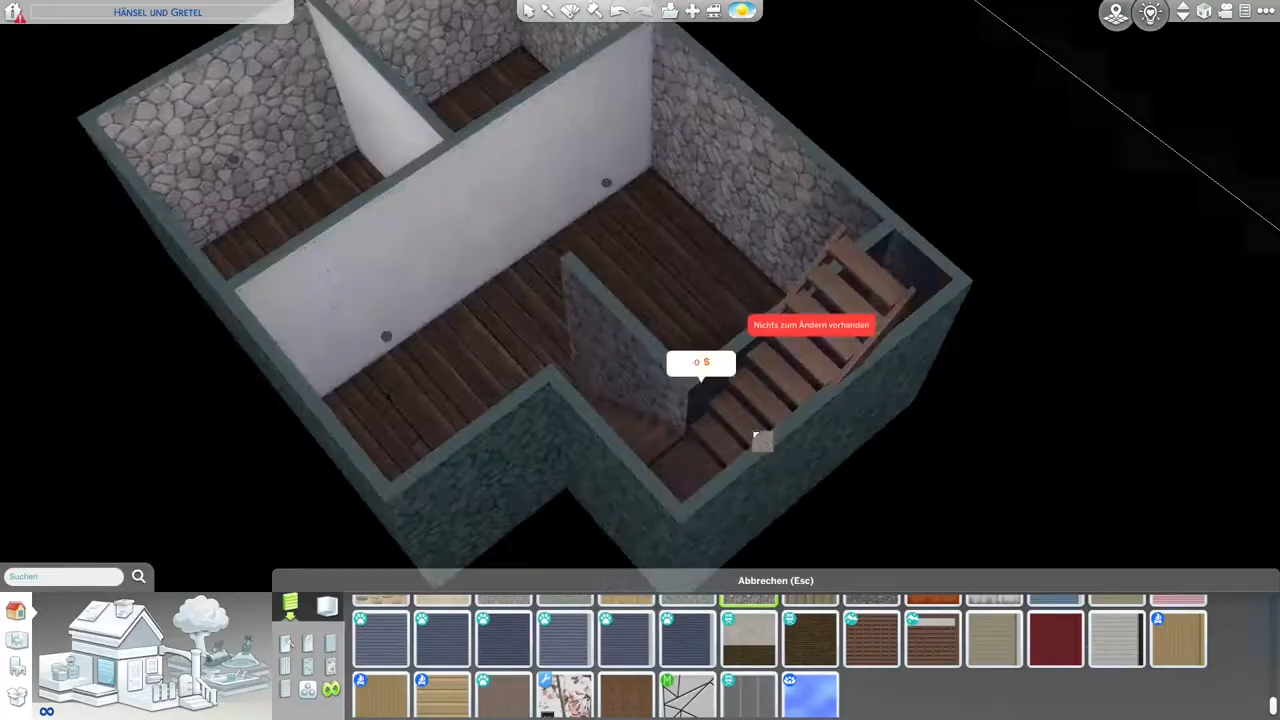 HÄNSEL UND GRETEL
Nichts zum Ändern vorhanden
-0 $
Suchen
Abbrechen (Esc)
M